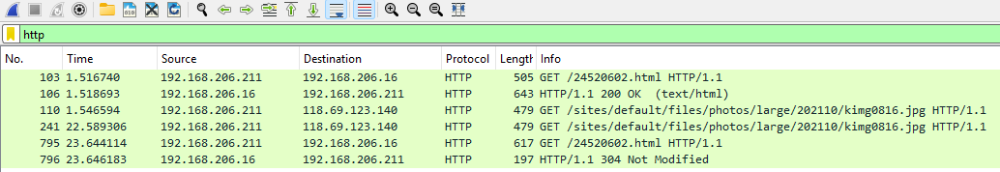 http
No. Time Source Destination Protocol Length Info
103 1.516740 192.168.206.211 192.168.206.16 HTTP 505 GET /24520602.html HTTP/1.1
106 1.518693 192.168.206.16 192.168.206.211 HTTP 643 HTTP/1.1 200 OK  (text/html)
110 1.546594 192.168.206.211 118.69.123.140 HTTP 479 GET /sites/default/files/photos/large/202110/kimg0816.jpg HTTP/1.1
241 22.589306 192.168.206.211 118.69.123.140 HTTP 479 GET /sites/default/files/photos/large/202110/kimg0816.jpg HTTP/1.1
795 23.644114 192.168.206.211 192.168.206.16 HTTP 617 GET /24520602.html HTTP/1.1
796 23.646183 192.168.206.16 192.168.206.211 HTTP 197 HTTP/1.1 304 Not Modified